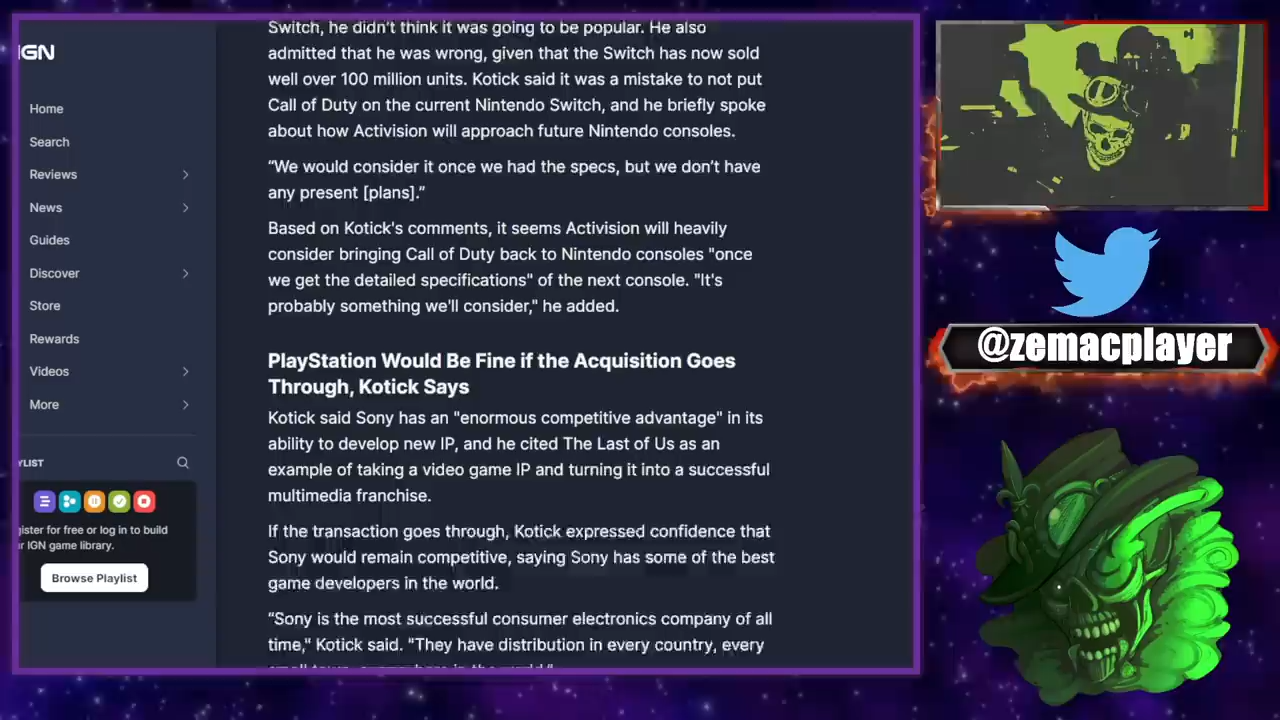 IGN
Home
Search
Reviews
News
Guides
Discover
Store
Rewards
Videos
More
YLIST
gister for free or log in to build
r IGN game library.
Browse Playlist
Switch, he didn’t think it was going to be popular. He also
admitted that he was wrong, given that the Switch has now sold
well over 100 million units. Kotick said it was a mistake to not put
Call of Duty on the current Nintendo Switch, and he briefly spoke
about how Activision will approach future Nintendo consoles.
“We would consider it once we had the specs, but we don’t have
any present [plans].”
Based on Kotick's comments, it seems Activision will heavily
consider bringing Call of Duty back to Nintendo consoles "once
we get the detailed specifications" of the next console. "It's
probably something we'll consider," he added.
PlayStation Would Be Fine if the Acquisition Goes
Through, Kotick Says
Kotick said Sony has an "enormous competitive advantage" in its
ability to develop new IP, and he cited The Last of Us as an
example of taking a video game IP and turning it into a successful
multimedia franchise.
If the transaction goes through, Kotick expressed confidence that
Sony would remain competitive, saying Sony has some of the best
game developers in the world.
“Sony is the most successful consumer electronics company of all
time," Kotick said. "They have distribution in every country, every
@zemacplayer